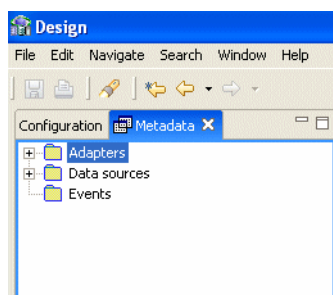 Design
File Edit Navigate Search Window Help
Configuration Metadata
Adapters
Data sources
Events